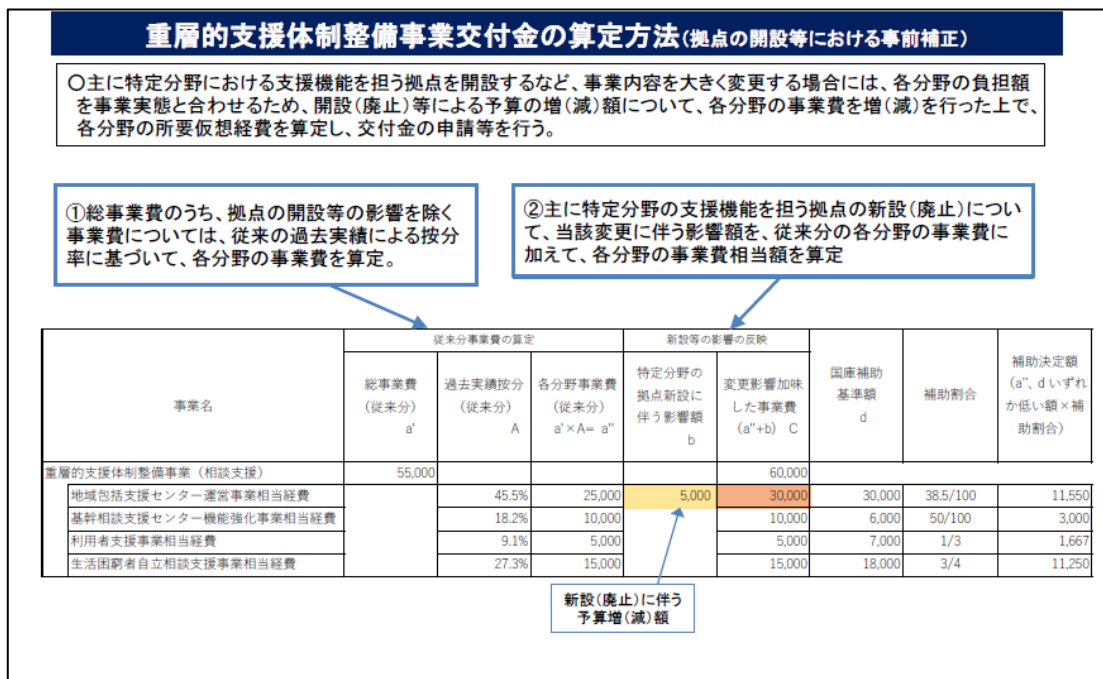 重層的支援体制整備事業交付金の算定方法(拠点の開設等における事前補正)
〇主に特定分野における支援機能を担う拠点を開設するなど、事業内容を大きく変更する場合には、各分野の負担額
を事業実態と合わせるため、開設(廃止)等による予算の増(減)額について、各分野の事業費を増(減)を行った上で、
各分野の所要仮想経費を算定し、交付金の申請等を行う。
①総事業費のうち、拠点の開設等の影響を除く
事業費については、従来の過去実績による按分
率に基づいて、各分野の事業費を算定。
②主に特定分野の支援機能を担う拠点の新設(廃止)につい
て、当該変更に伴う影響額を、従来分の各分野の事業費に
加えて、各分野の事業費相当額を算定
従来分事業費の算定 新設等の影響の反映
事業名
総事業費
(従来分)
a'
過去実績按分
(従来分)
A
各分野事業費
(従来分)
a'×A= a"
特定分野の
拠点新設に
伴う影響額
b
変更影響加味
した事業費
(a"+b) C
国庫補助
基準額
d
補助割合
補助決定額
(a"、d いずれ
か低い額×補
助割合)
重層的支援体制整備事業(相談支援) 55,000 60,000
地域包括支援センター運営事業相当経費 45.5% 25,000 5,000 30,000 30,000 38.5/100 11,550
基幹相談支援センター機能強化事業相当経費 18.2% 10,000 10,000 6,000 50/100 3,000
利用者支援事業相当経費 9.1% 5,000 5,000 7,000 1/3 1,667
生活困窮者自立相談支援事業相当経費 27.3% 15,000 15,000 18,000 3/4 11,250
新設(廃止)に伴う
予算増(減)額